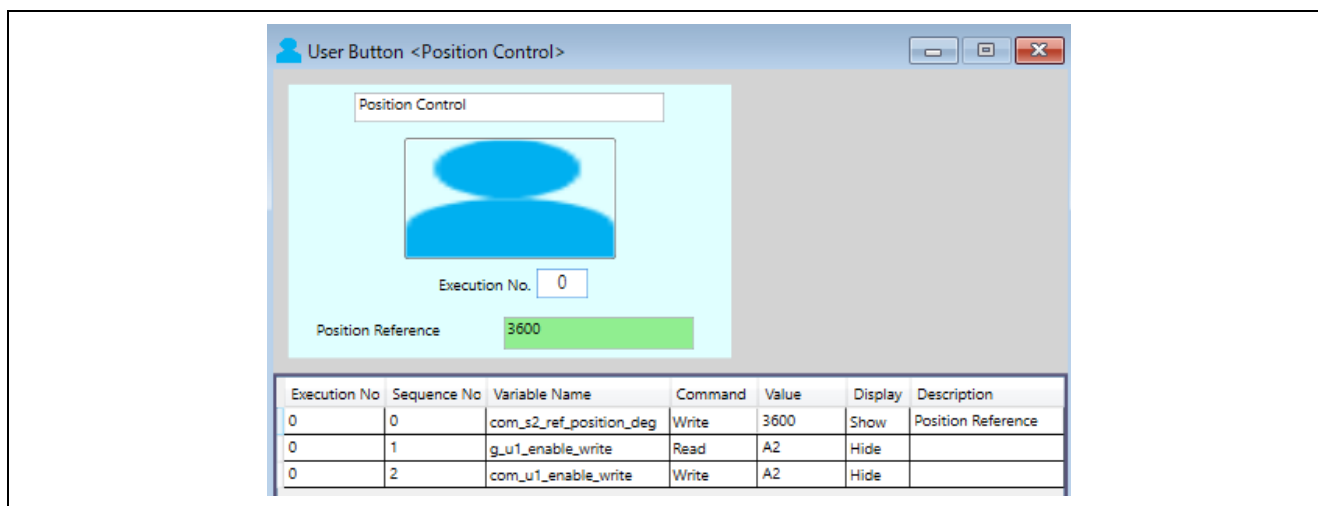 User Button <Position Control>
Position Control
Execution No. 0
Position Reference 3600
Execution No Sequence No Variable Name Command Value Display Description
0 0 com_s2_ref_position_deg Write 3600 Show Position Reference
0 1 g_u1_enable_write Read A2 Hide
0 2 com_u1_enable_write Write A2 Hide